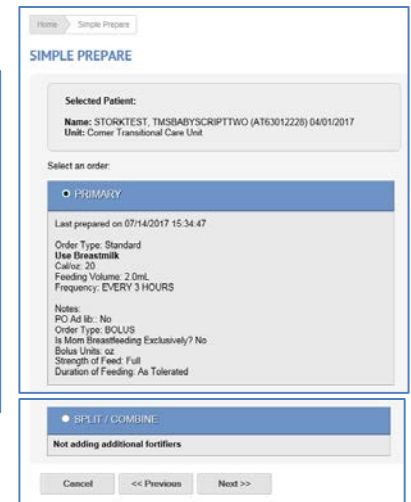 Home Simple Prepare
SIMPLE PREPARE
Selected Patient:
Name: STORKTEST, TMSBABYSCRIPTTWO (AT63012228) 04/01/2017
Unit: Comer Transitional Care Unit
Select an order:
PRIMARY
Last prepared on 07/14/2017 15:34:47
Order Type: Standard
Use Breastmilk
Cal/oz: 20
Feeding Volume: 2.0mL
Frequency: EVERY 3 HOURS
Notes:
PO Ad lib:: No
Order Type: BOLUS
Is Mom Breastfeeding Exclusively? No
Bolus Units: oz
Strength of Feed: Full
Duration of Feeding: As Tolerated
SPLIT / COMBINE
Not adding additional fortifiers
Cancel << Previous Next >>